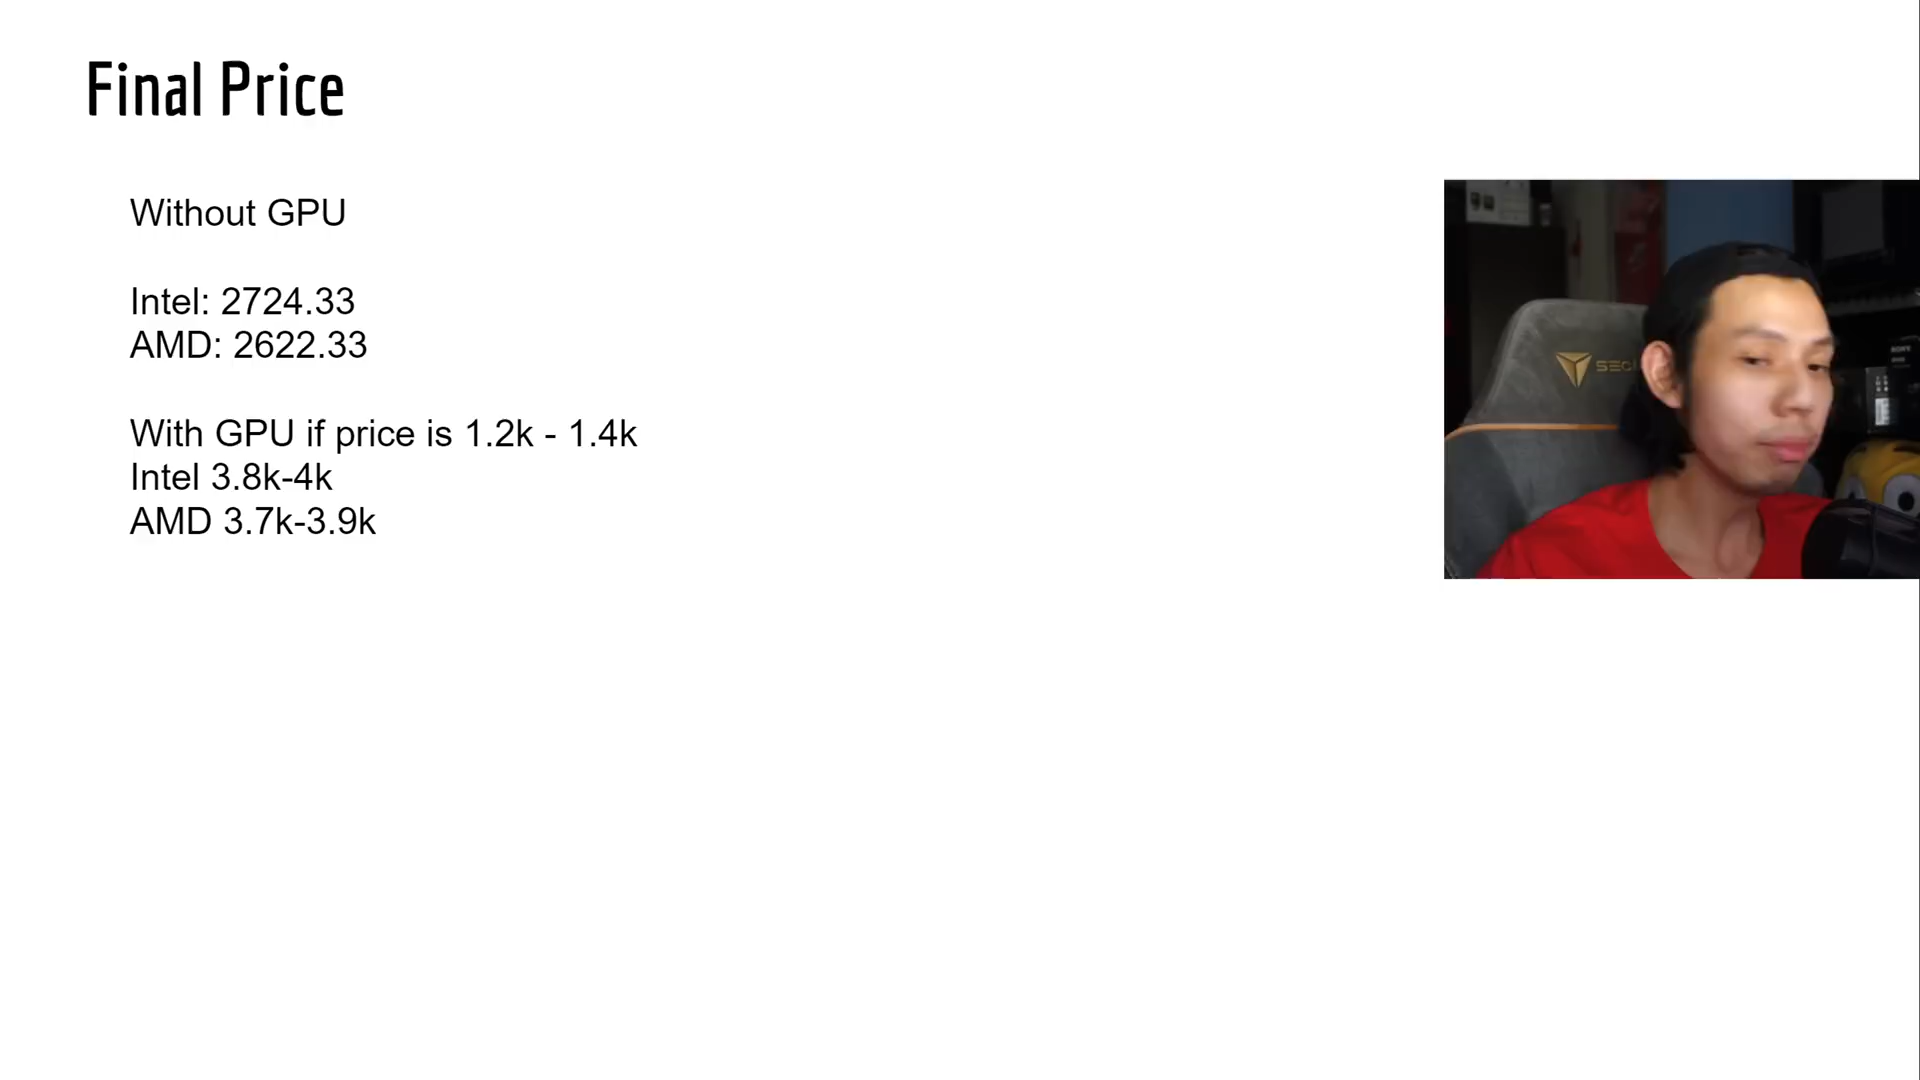 Final Price
Without GPU
Intel: 2724.33
AMD: 2622.33
With GPU if price is 1.2k - 1.4k
Intel 3.8k-4k
AMD 3.7k-3.9k
SONY